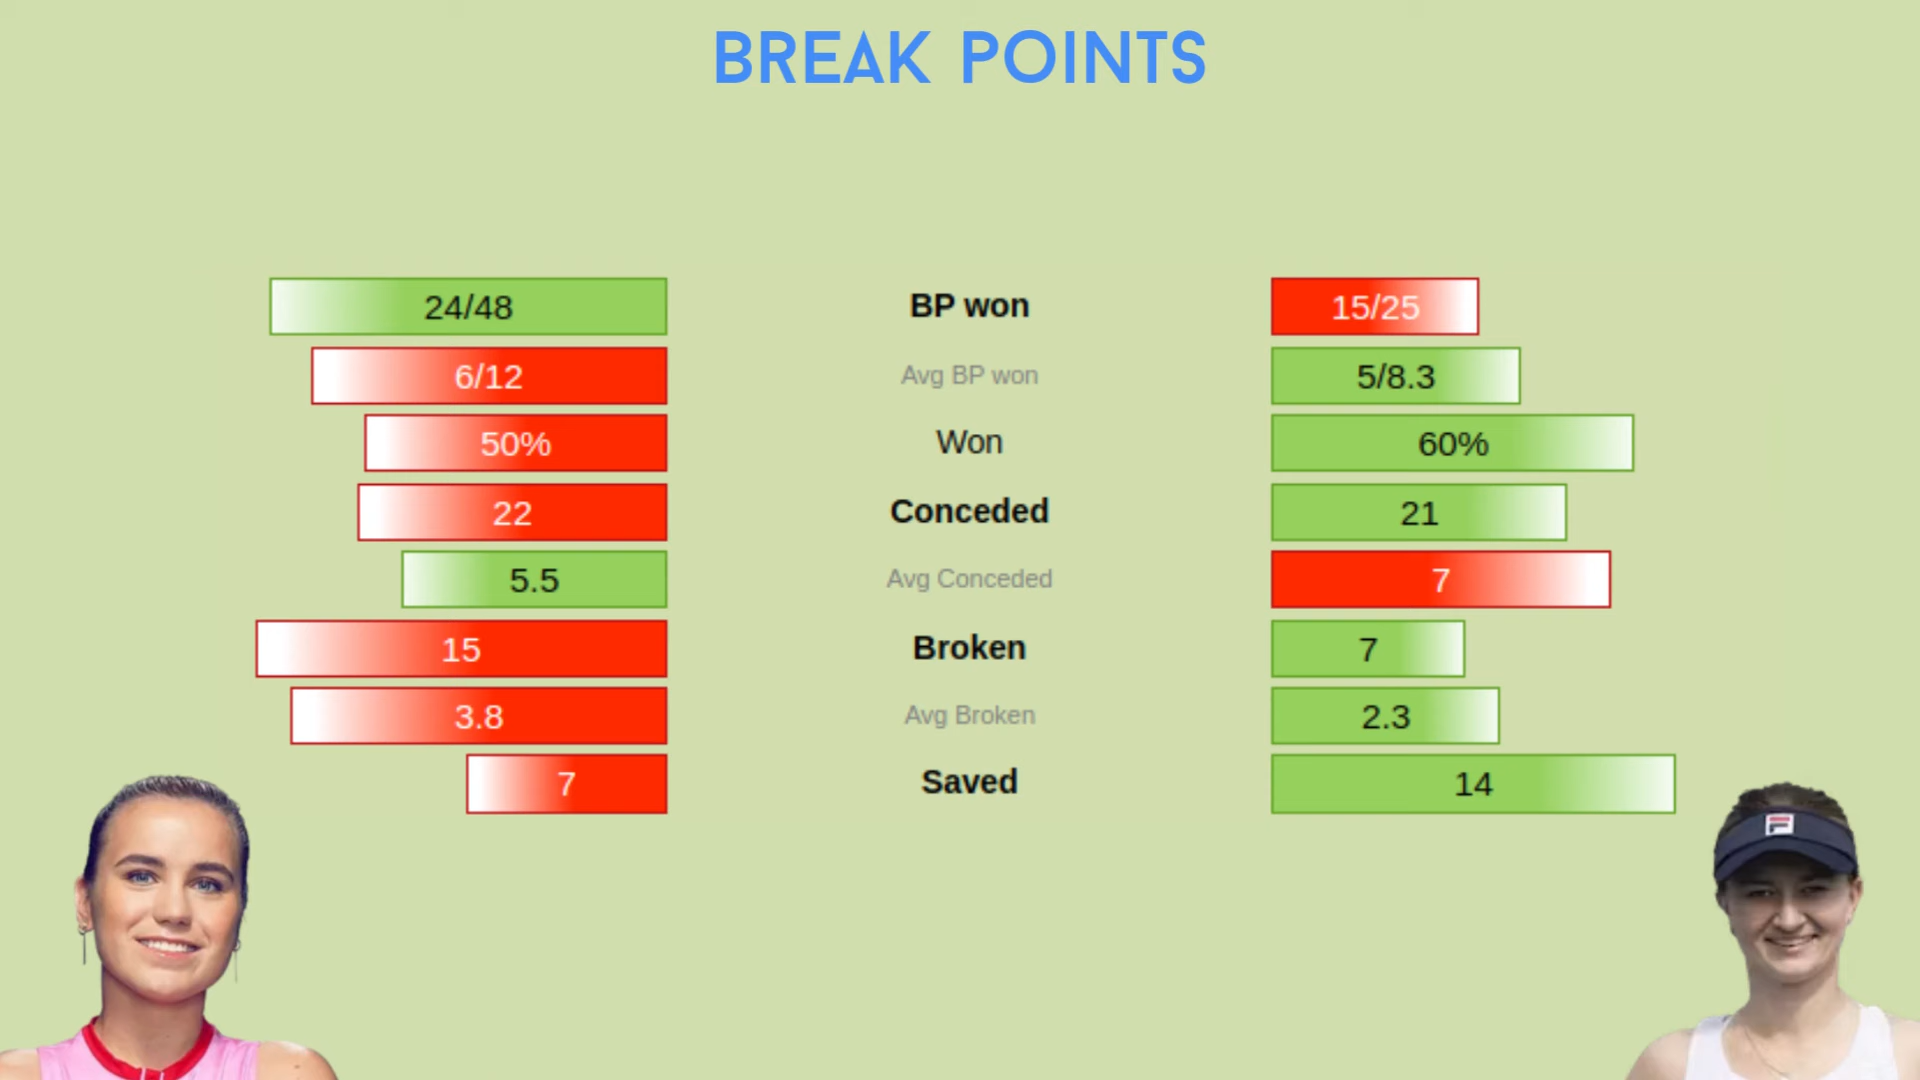 BREAK POINTS
24/48 BP won 15/25
6/12 Avg BP won 5/8.3
50% Won 60%
22 Conceded 21
5.5 Avg Conceded 7
15 Broken 7
3.8 Avg Broken 2.3
7 Saved 14